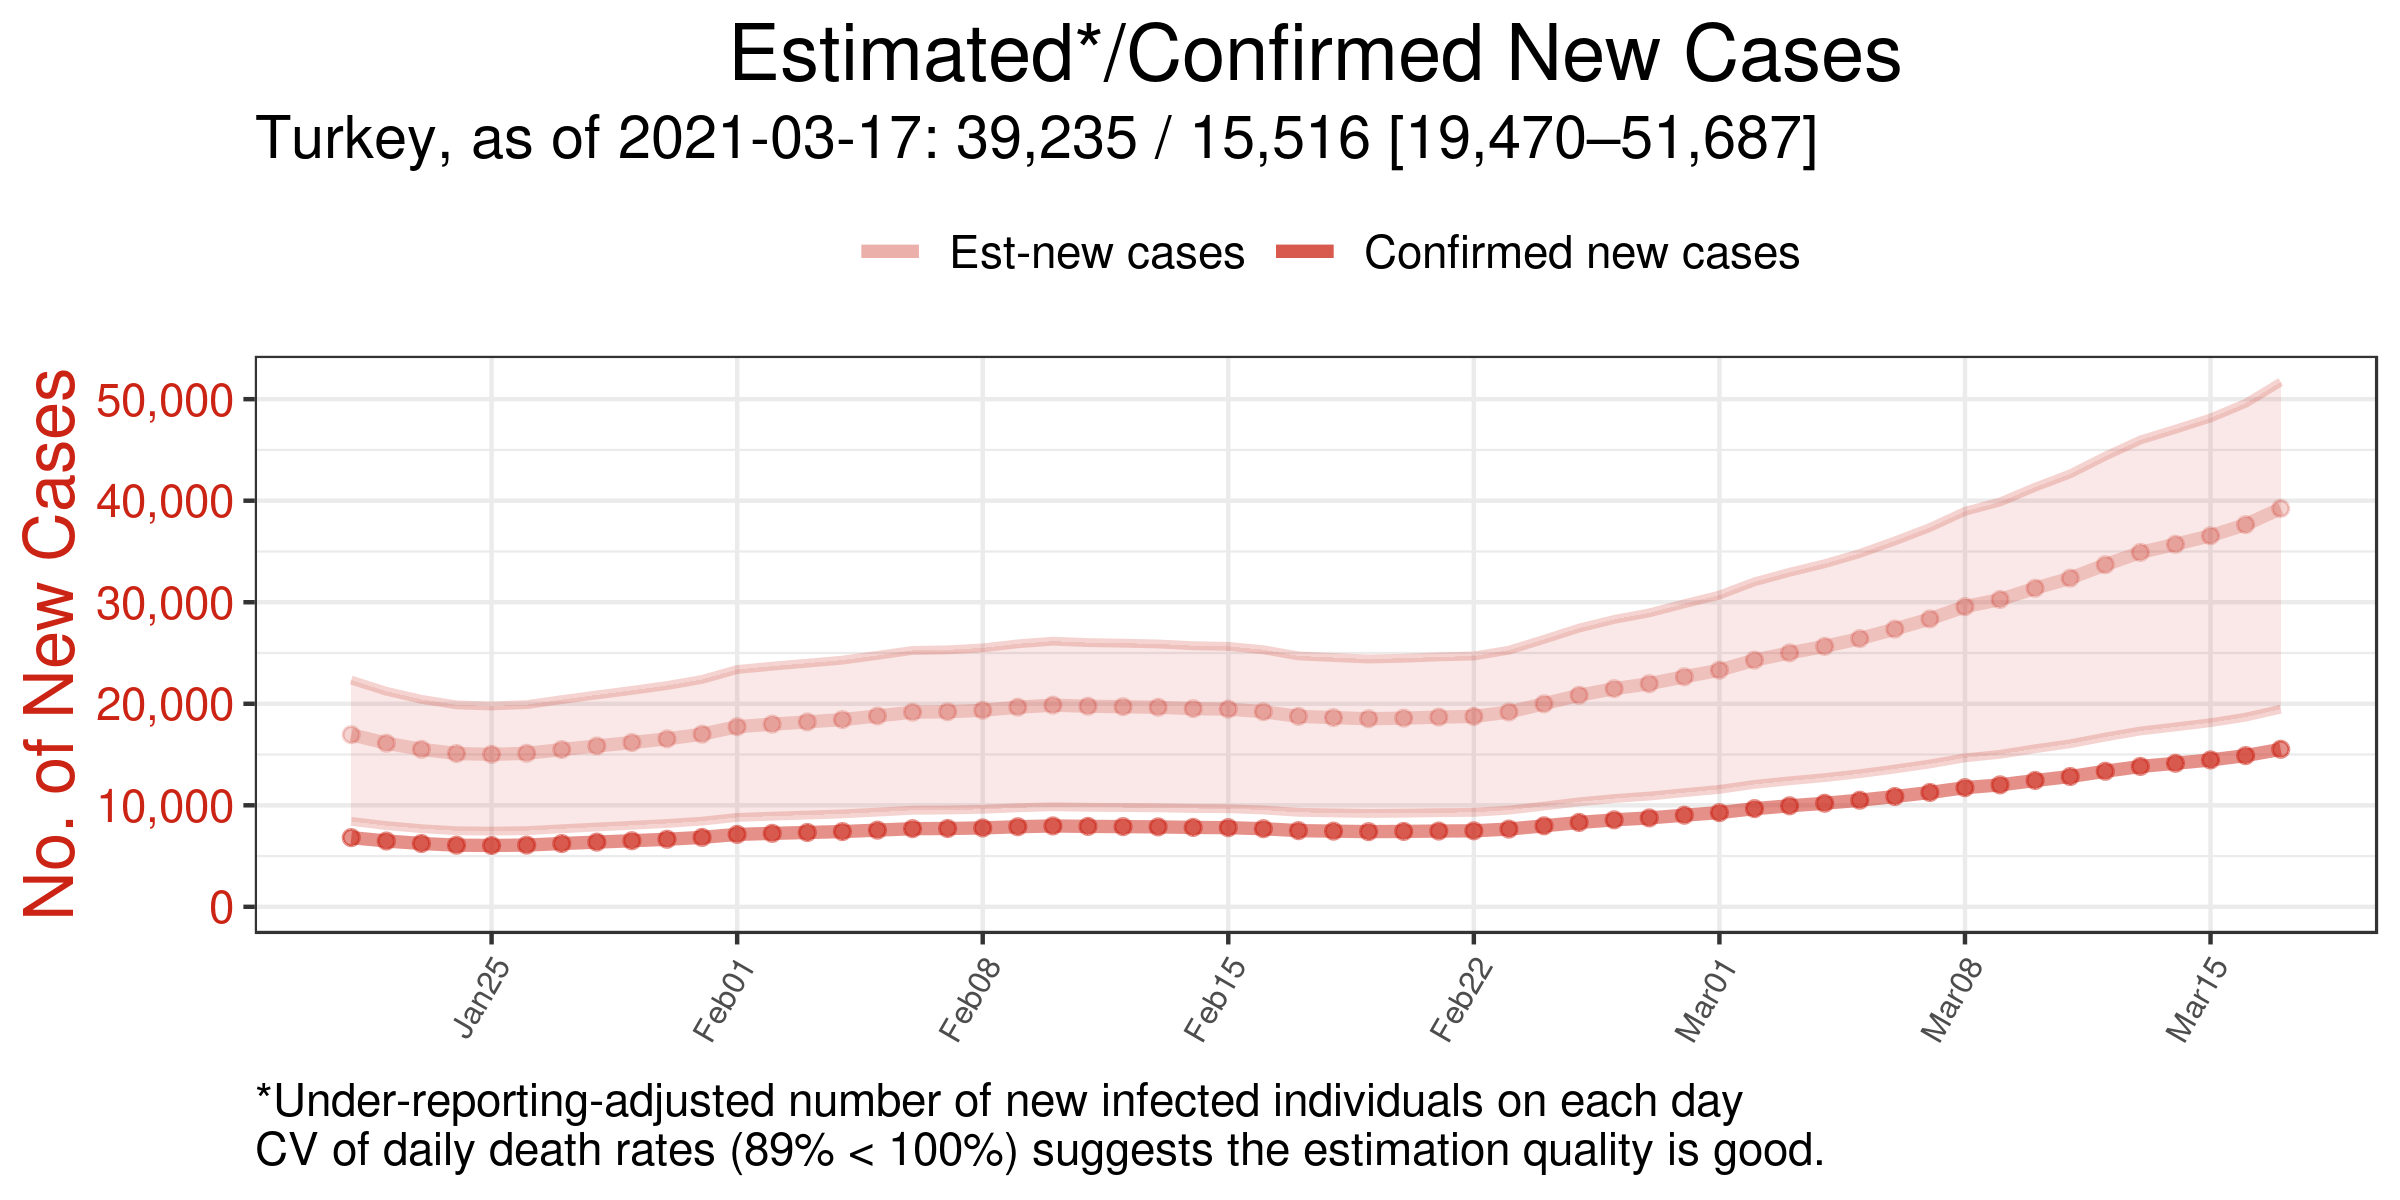 Estimated*/Confirmed New Cases
Turkey, as of 2021-03-17: 39,235 / 15,516 [19,470–51,687]
Est-new cases
Confirmed new cases
No. of New Cases
50,000
40,000
30,000
20,000
10,000
0
Jan25
Feb01
Feb08
Feb15
Feb22
Mar01
Mar08
Mar15
*Under-reporting-adjusted number of new infected individuals on each day
CV of daily death rates (89% < 100%) suggests the estimation quality is good.